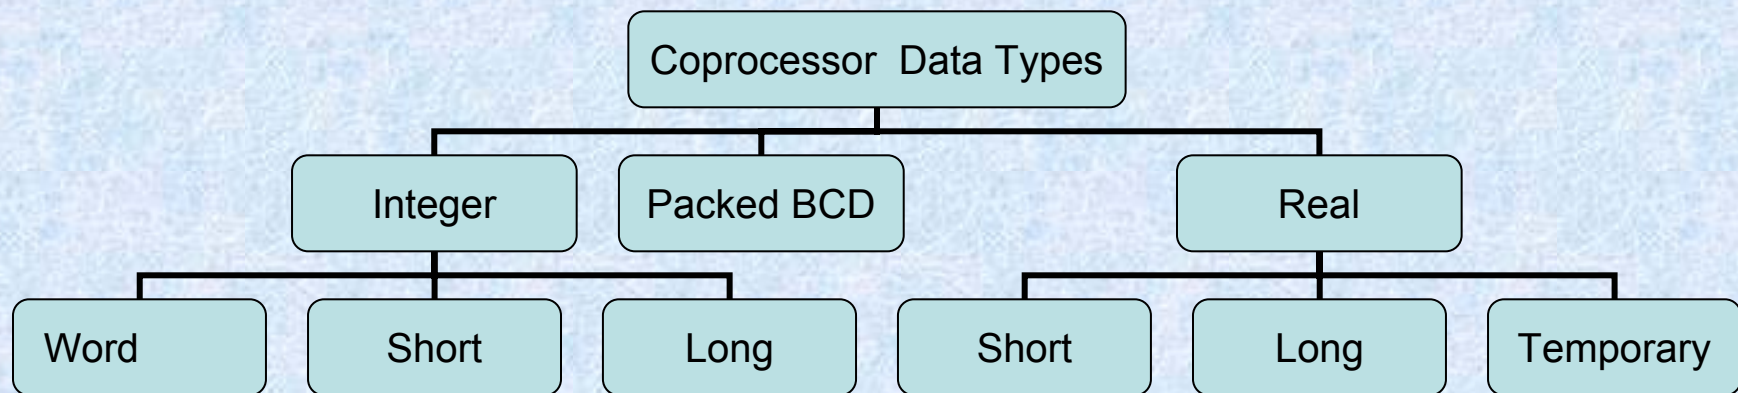 Coprocessor  Data Types
Integer
Packed BCD
Real
Word
Short
Long
Short
Long
Temporary